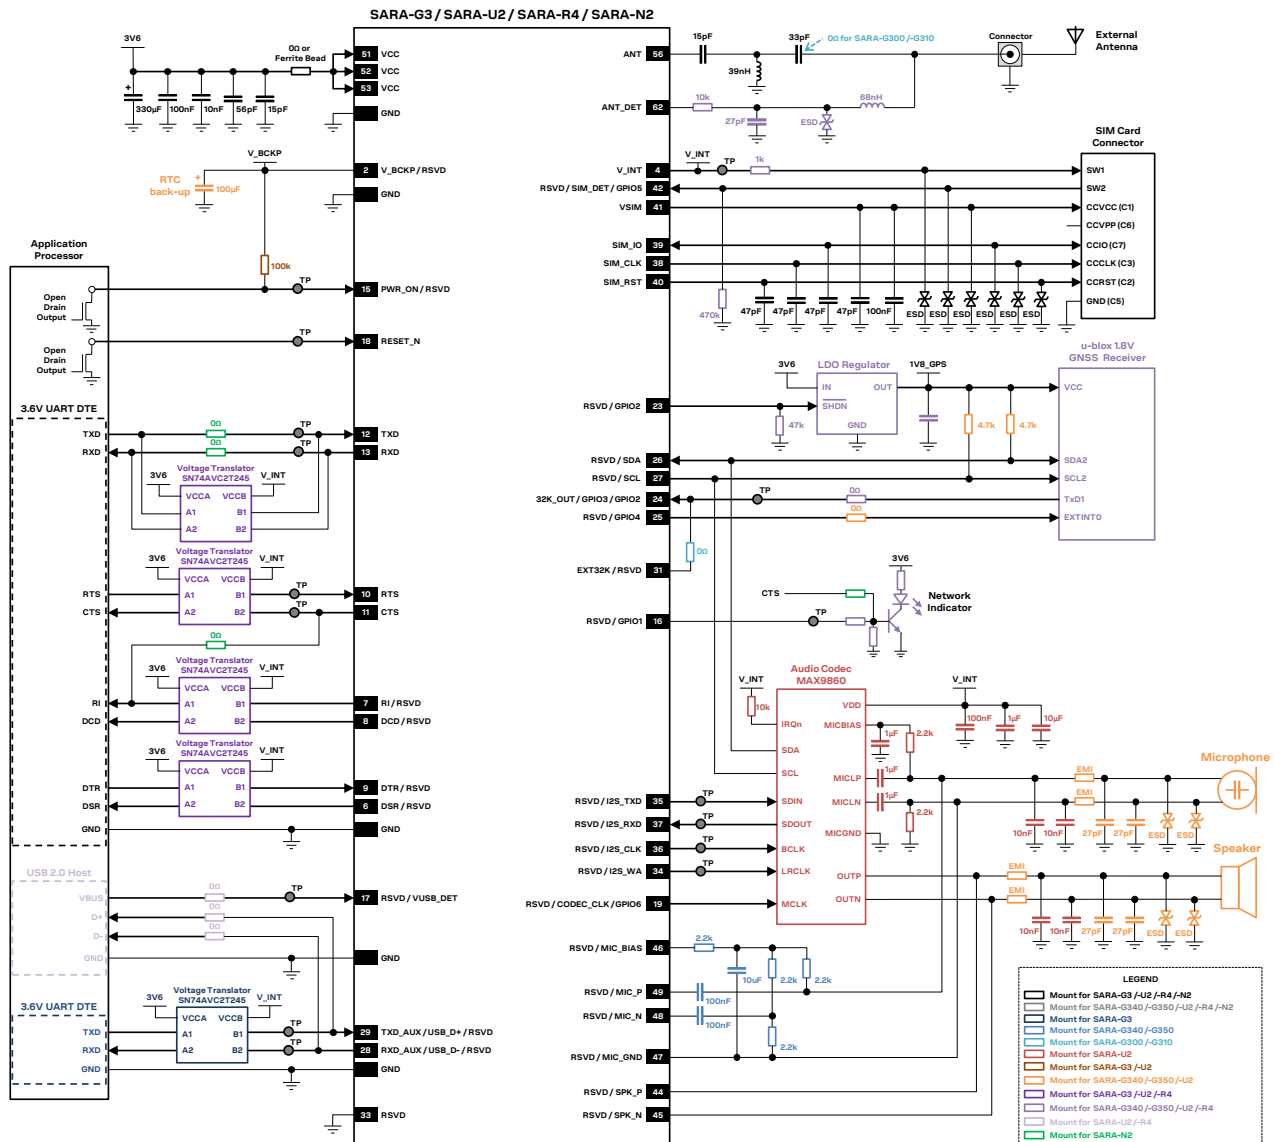 SARA-G3 / SARA-U2 / SARA-R4 / SARA-N2
3V6
0Ω or
Ferrite Bead
330µF
100nF
10nF
56pF
15pF
51 VCC
52 VCC
53 VCC
GND
V_BCKP
RTC
back-up
100µF
2 V_BCKP / RSVD
GND
100k
Application
Processor
Open
Drain
Output
TP
15 PWR_ON / RSVD
Open
Drain
Output
TP
18 RESET_N
3.6V UART DTE
TXD
0Ω
TP
12 TXD
RXD
0Ω
TP
13 RXD
Voltage Translator
SN74AVC2T245
3V6
VCCA
VCCB
V_INT
A1
B1
A2
B2
Voltage Translator
SN74AVC2T245
3V6
VCCA
VCCB
V_INT
RTS
A1
B1
TP
10 RTS
CTS
A2
B2
TP
11 CTS
0Ω
Voltage Translator
SN74AVC2T245
3V6
VCCA
VCCB
V_INT
RI
A1
B1
7 RI / RSVD
DCD
A2
B2
8 DCD / RSVD
Voltage Translator
SN74AVC2T245
3V6
VCCA
VCCB
V_INT
DTR
A1
B1
9 DTR / RSVD
DSR
A2
B2
6 DSR / RSVD
GND
GND
USB 2.0 Host
VBUS
0Ω
TP
17 RSVD / VUSB_DET
D+
0Ω
D-
0Ω
GND
GND
3.6V UART DTE
Voltage Translator
SN74AVC2T245
3V6
VCCA
VCCB
V_INT
TXD
A1
B1
TP
29 TXD_AUX / USB_D+ / RSVD
RXD
A2
B2
TP
28 RXD_AUX / USB_D- / RSVD
GND
GND
33 RSVD
ANT 56
15pF
33pF
0Ω for SARA-G300 /-G310
39nH
Connector
External
Antenna
ANT_DET 62
10k
27pF
ESD
68nH
SIM Card
Connector
V_INT 4
V_INT
TP
1k
SW1
RSVD / SIM_DET / GPIO5 42
SW2
VSIM 41
CCVCC (C1)
CCVPP (C6)
SIM_IO 39
CCIO (C7)
SIM_CLK 38
CCCLK (C3)
SIM_RST 40
CCRST (C2)
GND (C5)
470k
47pF
47pF
47pF
47pF
100nF
ESD
ESD
ESD
ESD
ESD
ESD
u-blox 1.8V
GNSS Receiver
3V6
LDO Regulator
1V8_GPS
IN
OUT
VCC
RSVD / GPIO2 23
SHDN
47k
GND
4.7k
4.7k
RSVD / SDA 26
SDA2
RSVD / SCL 27
SCL2
32K_OUT / GPIO3 / GPIO2 24
TP
0Ω
TxD1
RSVD / GPIO4 25
0Ω
EXTINT0
0Ω
EXT32K / RSVD 31
3V6
CTS
Network
Indicator
RSVD / GPIO1 16
TP
Audio Codec
MAX9860
V_INT
10k
V_INT
VDD
100nF
1µF
10µF
IRQn
MICBIAS
1µF
2.2k
SDA
SCL
MICLP
1µF
EMI
Microphone
RSVD / I2S_TXD 35
TP
SDIN
MICLN
1µF
EMI
2.2k
RSVD / I2S_RXD 37
TP
SDOUT
MICGND
10nF
10nF
27pF
27pF
ESD
ESD
RSVD / I2S_CLK 36
TP
BCLK
Speaker
RSVD / I2S_WA 34
TP
LRCLK
OUTP
EMI
RSVD / CODEC_CLK / GPIO6 19
MCLK
OUTN
EMI
10nF
10nF
27pF
27pF
ESD
ESD
RSVD / MIC_BIAS 46
2.2k
10uF
2.2k
2.2k
RSVD / MIC_P 49
100nF
RSVD / MIC_N 48
100nF
2.2k
RSVD / MIC_GND 47
RSVD / SPK_P 44
RSVD / SPK_N 45
LEGEND
Mount for SARA-G3 /-U2 /-R4 /-N2
Mount for SARA-G340 /-G350 /-U2 /-R4 /-N2
Mount for SARA-G3
Mount for SARA-G340 /-G350
Mount for SARA-G300 /-G310
Mount for SARA-U2
Mount for SARA-G3 /-U2
Mount for SARA-G340 /-G350 /-U2
Mount for SARA-G3 /-U2 /-R4
Mount for SARA-G340 /-G350 /-U2 /-R4
Mount for SARA-U2 /-R4
Mount for SARA-N2